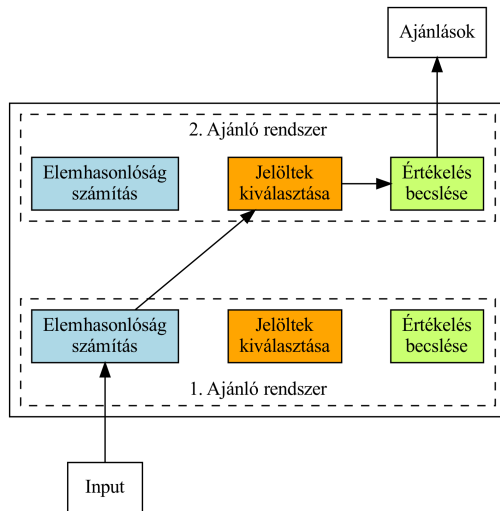 Ajánlások
2. Ajánló rendszer
Elemhasonlóság
számítás
Jelöltek
kiválasztása
Értékelés
becslése
Elemhasonlóság
számítás
Jelöltek
kiválasztása
Értékelés
becslése
1. Ajánló rendszer
Input